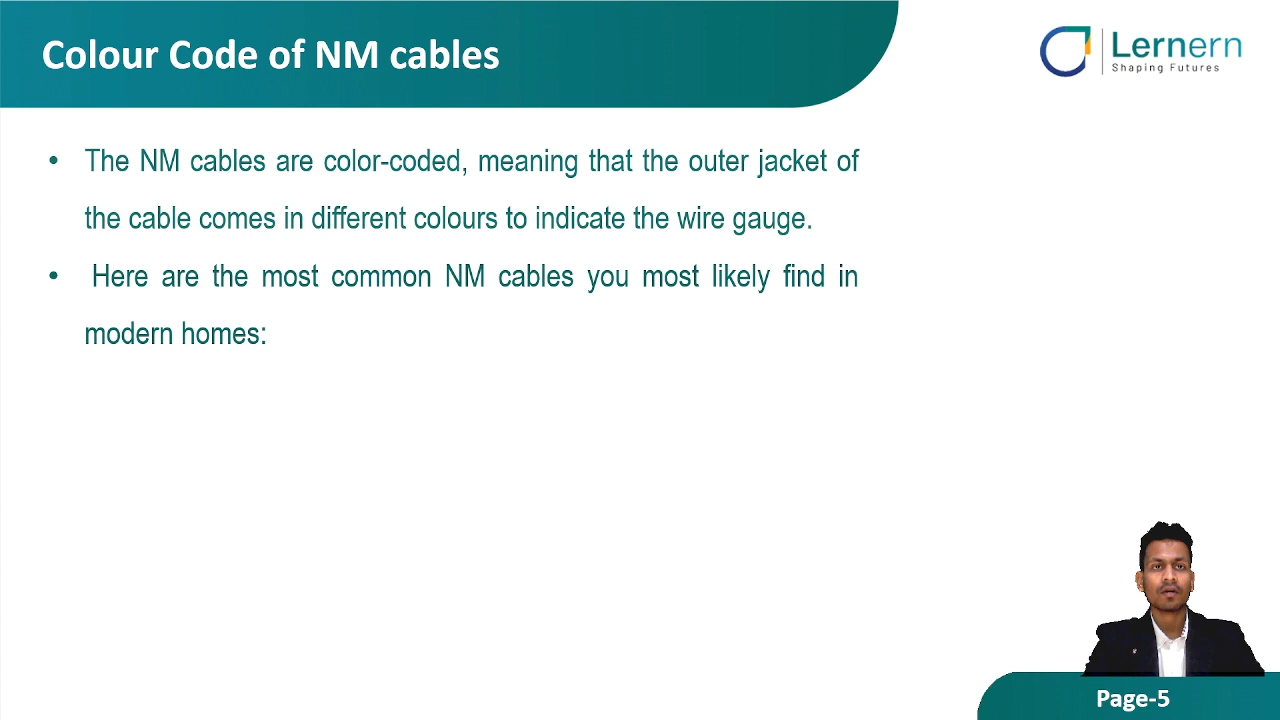 Colour Code of NM cables
Lernern
Shaping Futures
• The NM cables are color-coded, meaning that the outer jacket of
the cable comes in different colours to indicate the wire gauge.
• Here are the most common NM cables you most likely find in
modern homes:
Page-5